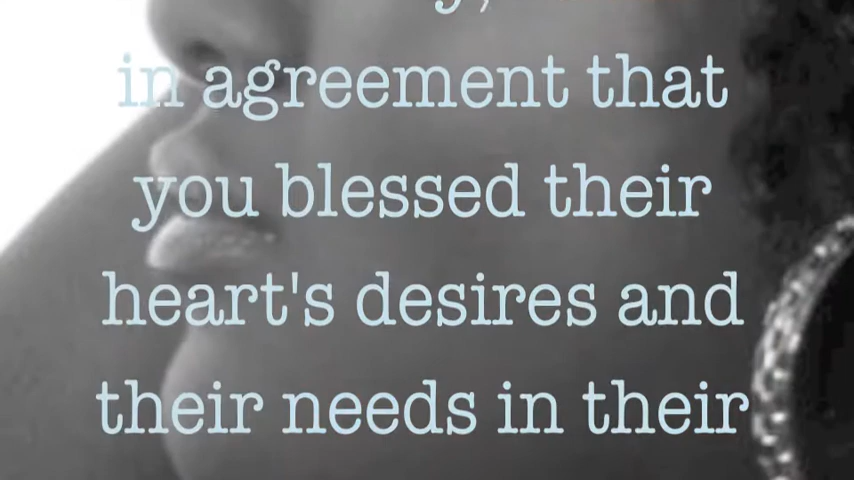 in agreement that
you blessed their
heart's desires and
their needs in their